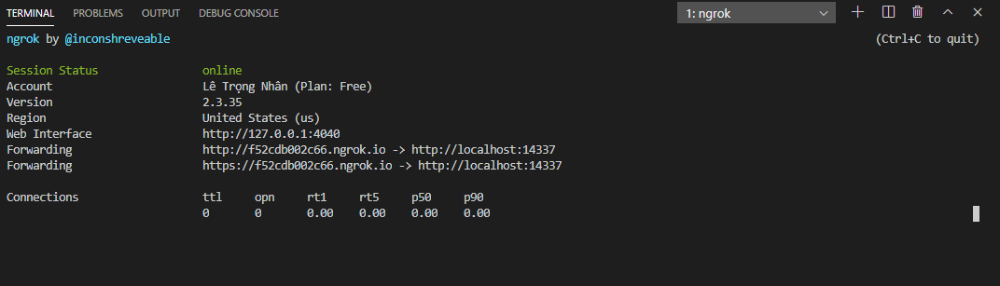 TERMINAL PROBLEMS OUTPUT DEBUG CONSOLE 1: ngrok
ngrok by @inconshreveable (Ctrl+C to quit)
Session Status online
Account Lê Trọng Nhân (Plan: Free)
Version 2.3.35
Region United States (us)
Web Interface http://127.0.0.1:4040
Forwarding http://f52cdb002c66.ngrok.io -> http://localhost:14337
Forwarding https://f52cdb002c66.ngrok.io -> http://localhost:14337
Connections ttl opn rt1 rt5 p50 p90
0 0 0.00 0.00 0.00 0.00